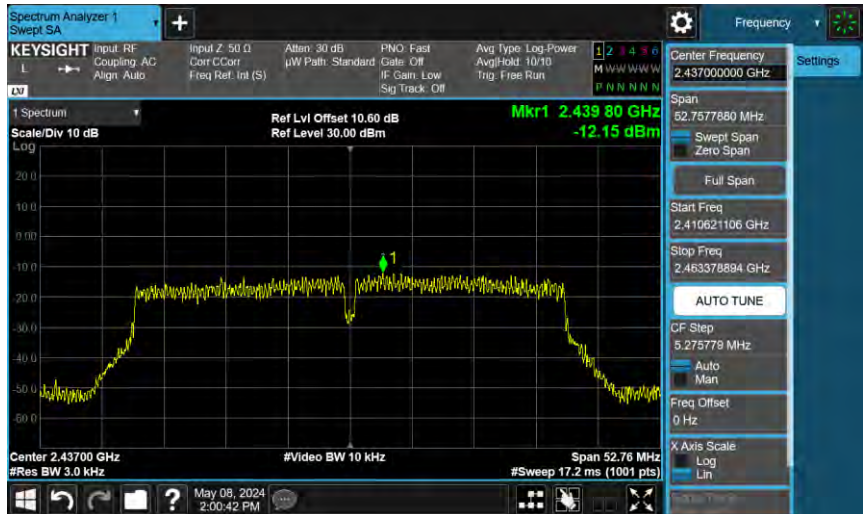 Spectrum Analyzer 1
Swept SA
+
Frequency
KEYSIGHT
L
Input: RF
Coupling: AC
Align: Auto
Input Z: 50 Ω
Corr CCorr
Freq Ref: Int (S)
Atten: 30 dB
µW Path: Standard
PNO: Fast
Gate: Off
IF Gain: Low
Sig Track: Off
Avg Type: Log-Power
Avg|Hold: 10/10
Trig: Free Run
1 2 3 4 5 6
M W W W W W
P N N N N N
LXI
1 Spectrum
Scale/Div 10 dB
Log
Ref Lvl Offset 10.60 dB
Ref Level 30.00 dBm
Mkr1 2.439 80 GHz
-12.15 dBm
20.0
10.0
0.00
-10.0
-20.0
-30.0
-40.0
-50.0
-60.0
1
Center 2.43700 GHz
#Res BW 3.0 kHz
#Video BW 10 kHz
Span 52.76 MHz
#Sweep 17.2 ms (1001 pts)
?
May 08, 2024
2:00:42 PM
Center Frequency
2.437000000 GHz
Settings
Span
52.7577680 MHz
Swept Span
Zero Span
Full Span
Start Freq
2.410621106 GHz
Stop Freq
2.463378894 GHz
AUTO TUNE
CF Step
5.275779 MHz
Auto
Man
Freq Offset
0 Hz
X Axis Scale
Log
Lin